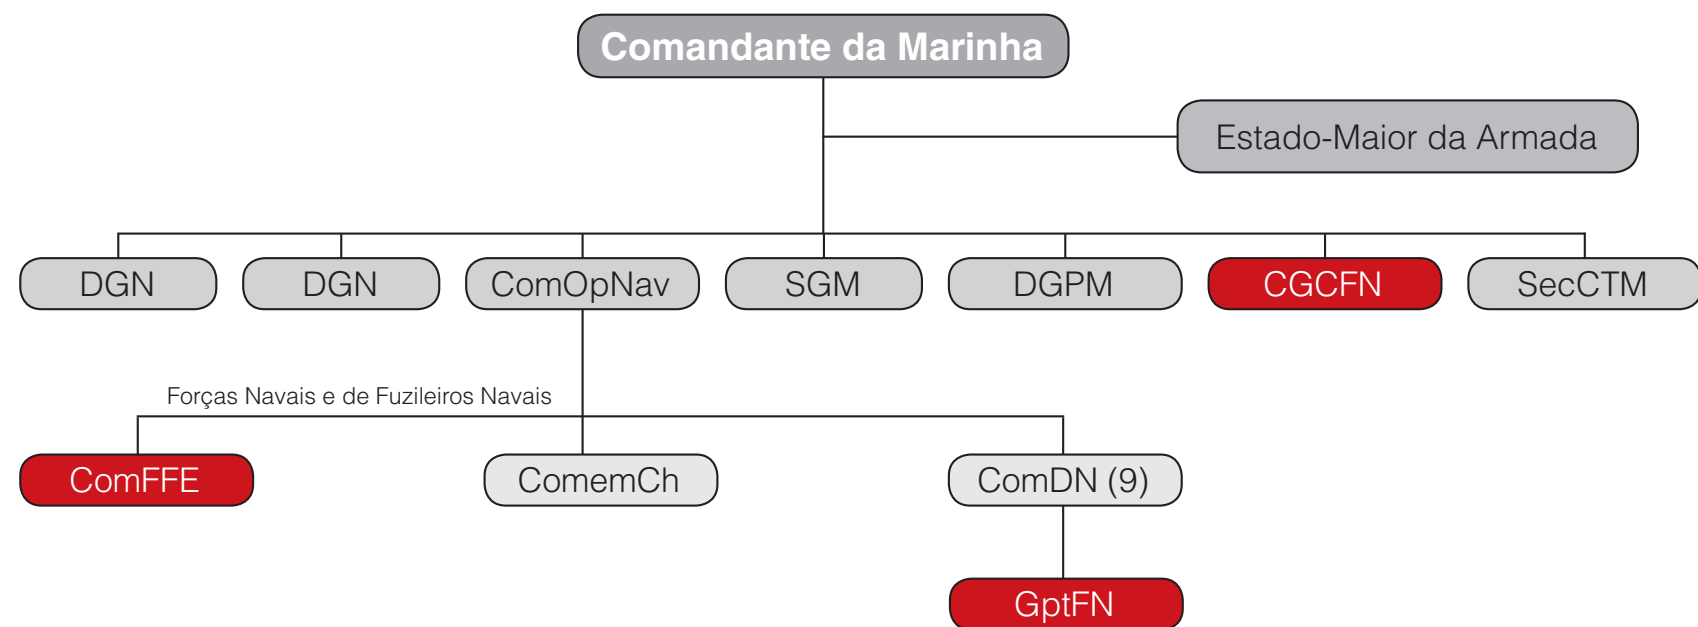 Comandante da Marinha
Estado-Maior da Armada
DGN
DGN
ComOpNav
SGM
DGPM
CGCFN
SecCTM
Forças Navais e de Fuzileiros Navais
ComFFE
ComemCh
ComDN (9)
GptFN